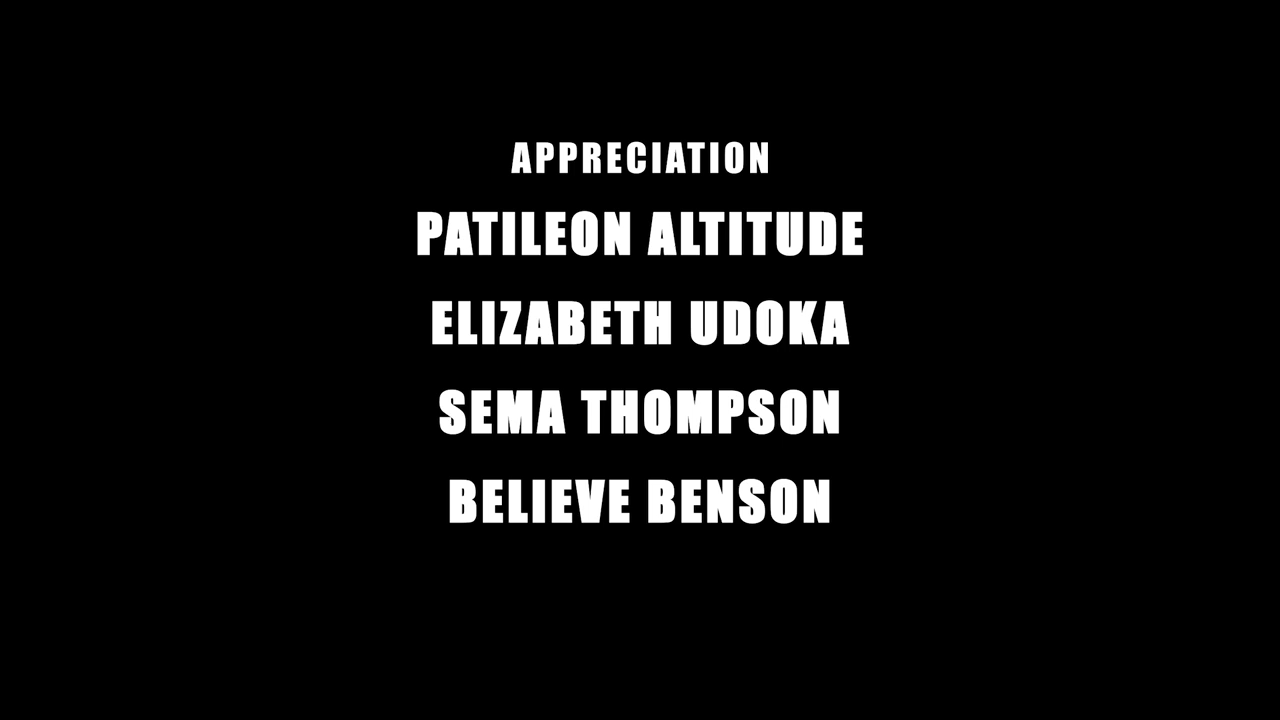 APPRECIATION
PATILEON ALTITUDE
ELIZABETH UDOKA
SEMA THOMPSON
BELIEVE BENSON